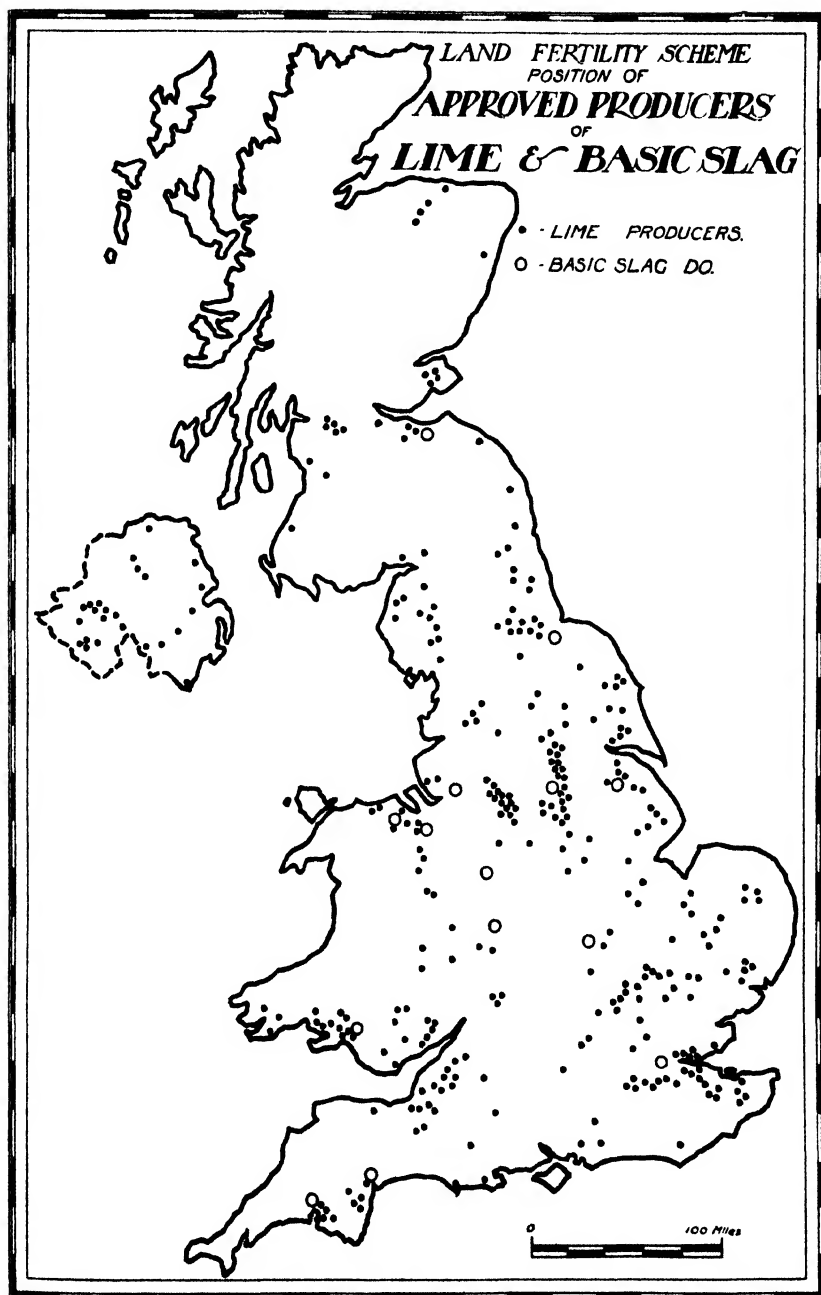 LAND FERTILITY SCHEME
POSITION OF
APPROVED PRODUCERS
OF
LIME & BASIC SLAG
• - LIME PRODUCERS.
O - BASIC SLAG DO.
0 100 Miles